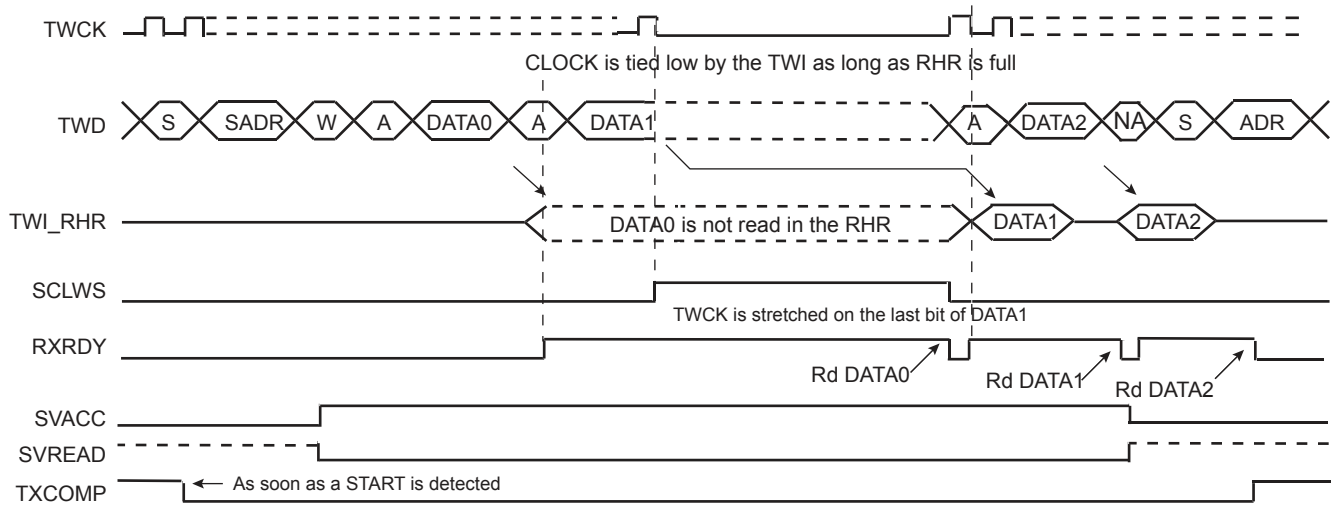 TWCK
CLOCK is tied low by the TWI as long as RHR is full
TWD S SADR W A DATA0 A DATA1 A DATA2 NA S ADR
TWI_RHR DATA0 is not read in the RHR DATA1 DATA2
SCLWS
TWCK is stretched on the last bit of DATA1
RXRDY
Rd DATA0 Rd DATA1 Rd DATA2
SVACC
SVREAD
TXCOMP As soon as a START is detected